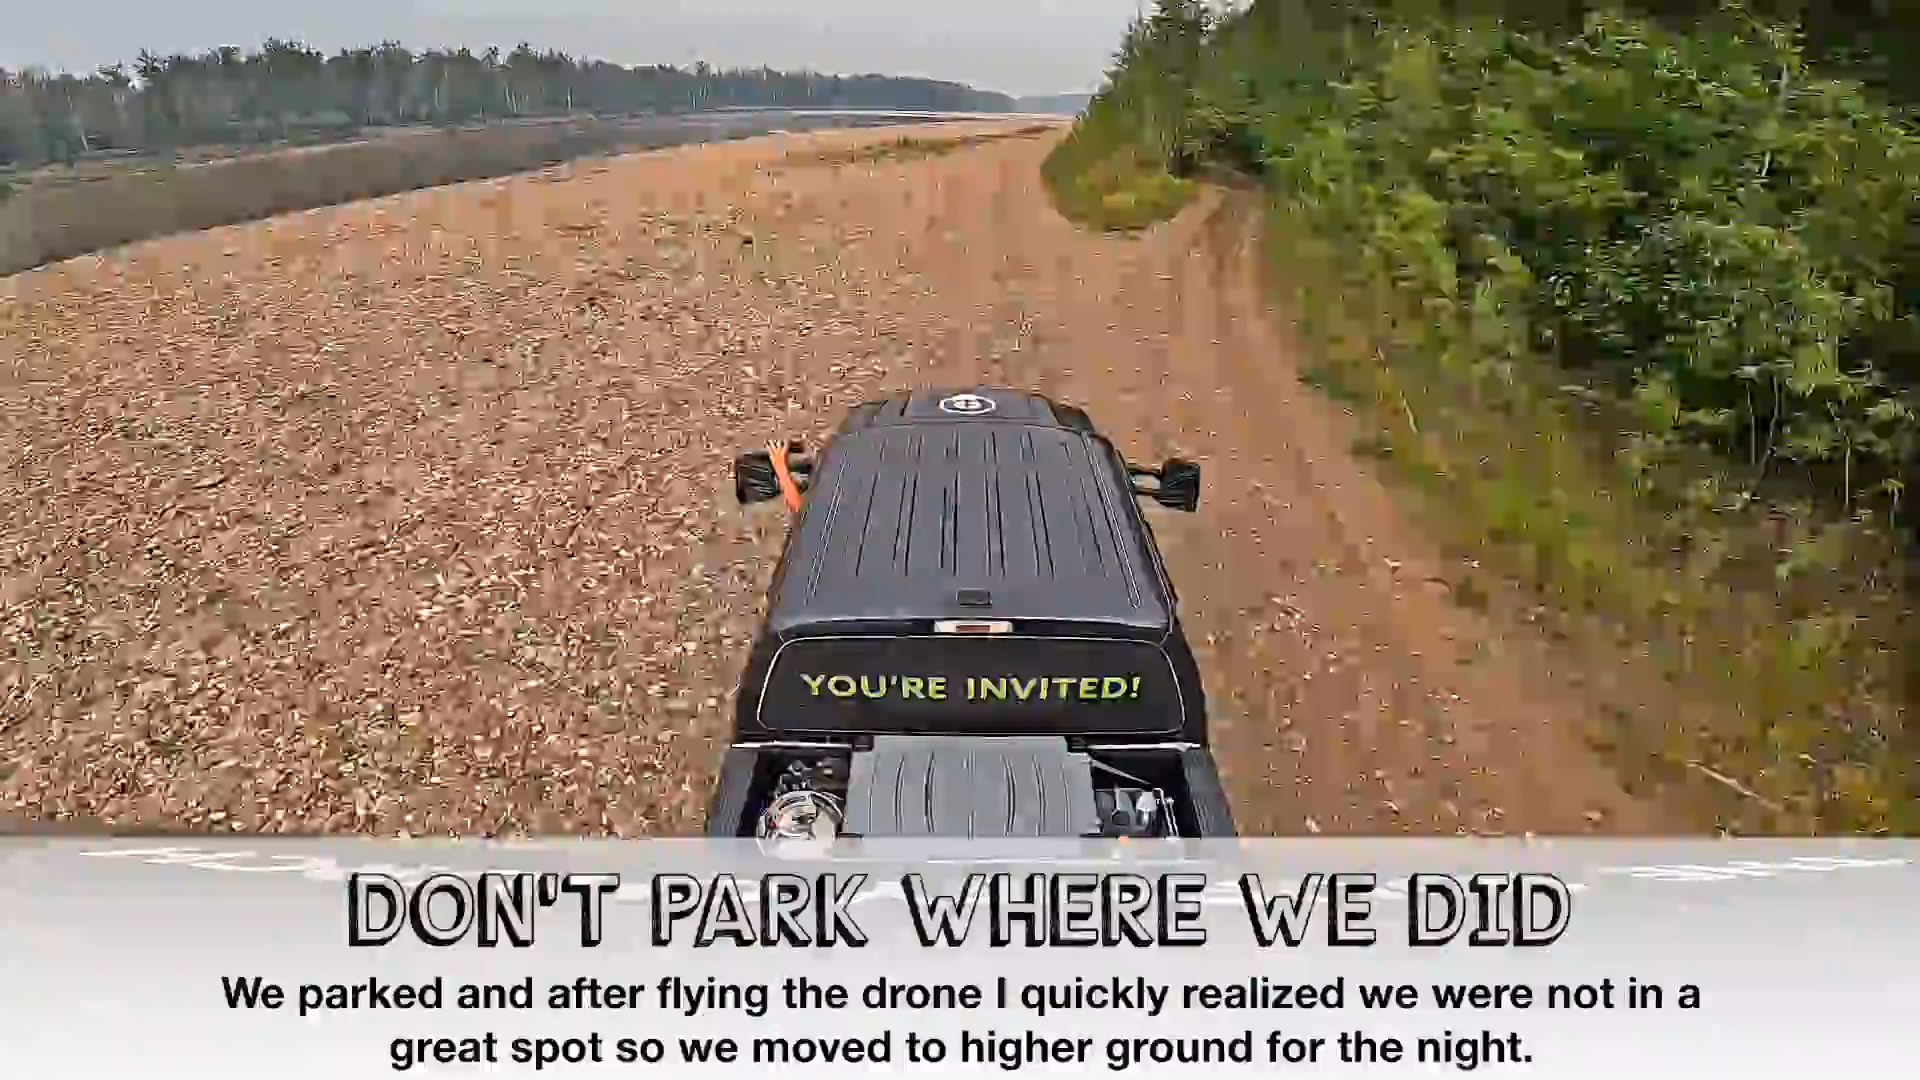 YOU'RE INVITED!
DON'T PARK WHERE WE DID
We parked and after flying the drone I quickly realized we were not in a
great spot so we moved to higher ground for the night.